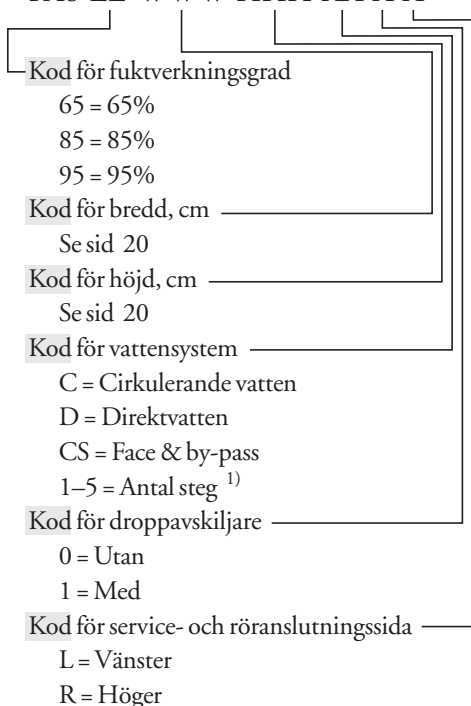 Kod för fuktverkningsgrad
65 = 65%
85 = 85%
95 = 95%
Kod för bredd, cm
Se sid 20
Kod för höjd, cm
Se sid 20
Kod för vattensystem
C = Cirkulerande vatten
D = Direktvatten
CS = Face & by-pass
1–5 = Antal steg 1)
Kod för droppavskiljare
0 = Utan
1 = Med
Kod för service- och röranslutningssida
L = Vänster
R = Höger